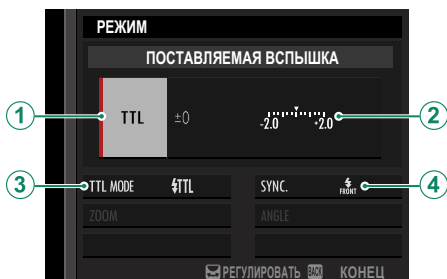 РЕЖИМ
ПОСТАВЛЯЕМАЯ ВСПЫШКА
1 TTL ±0 -2.0 +2.0 2
3 TTL MODE TTL SYNC. FRONT 4
ZOOM ANGLE
РЕГУЛИРОВАТЬ BACK КОНЕЦ